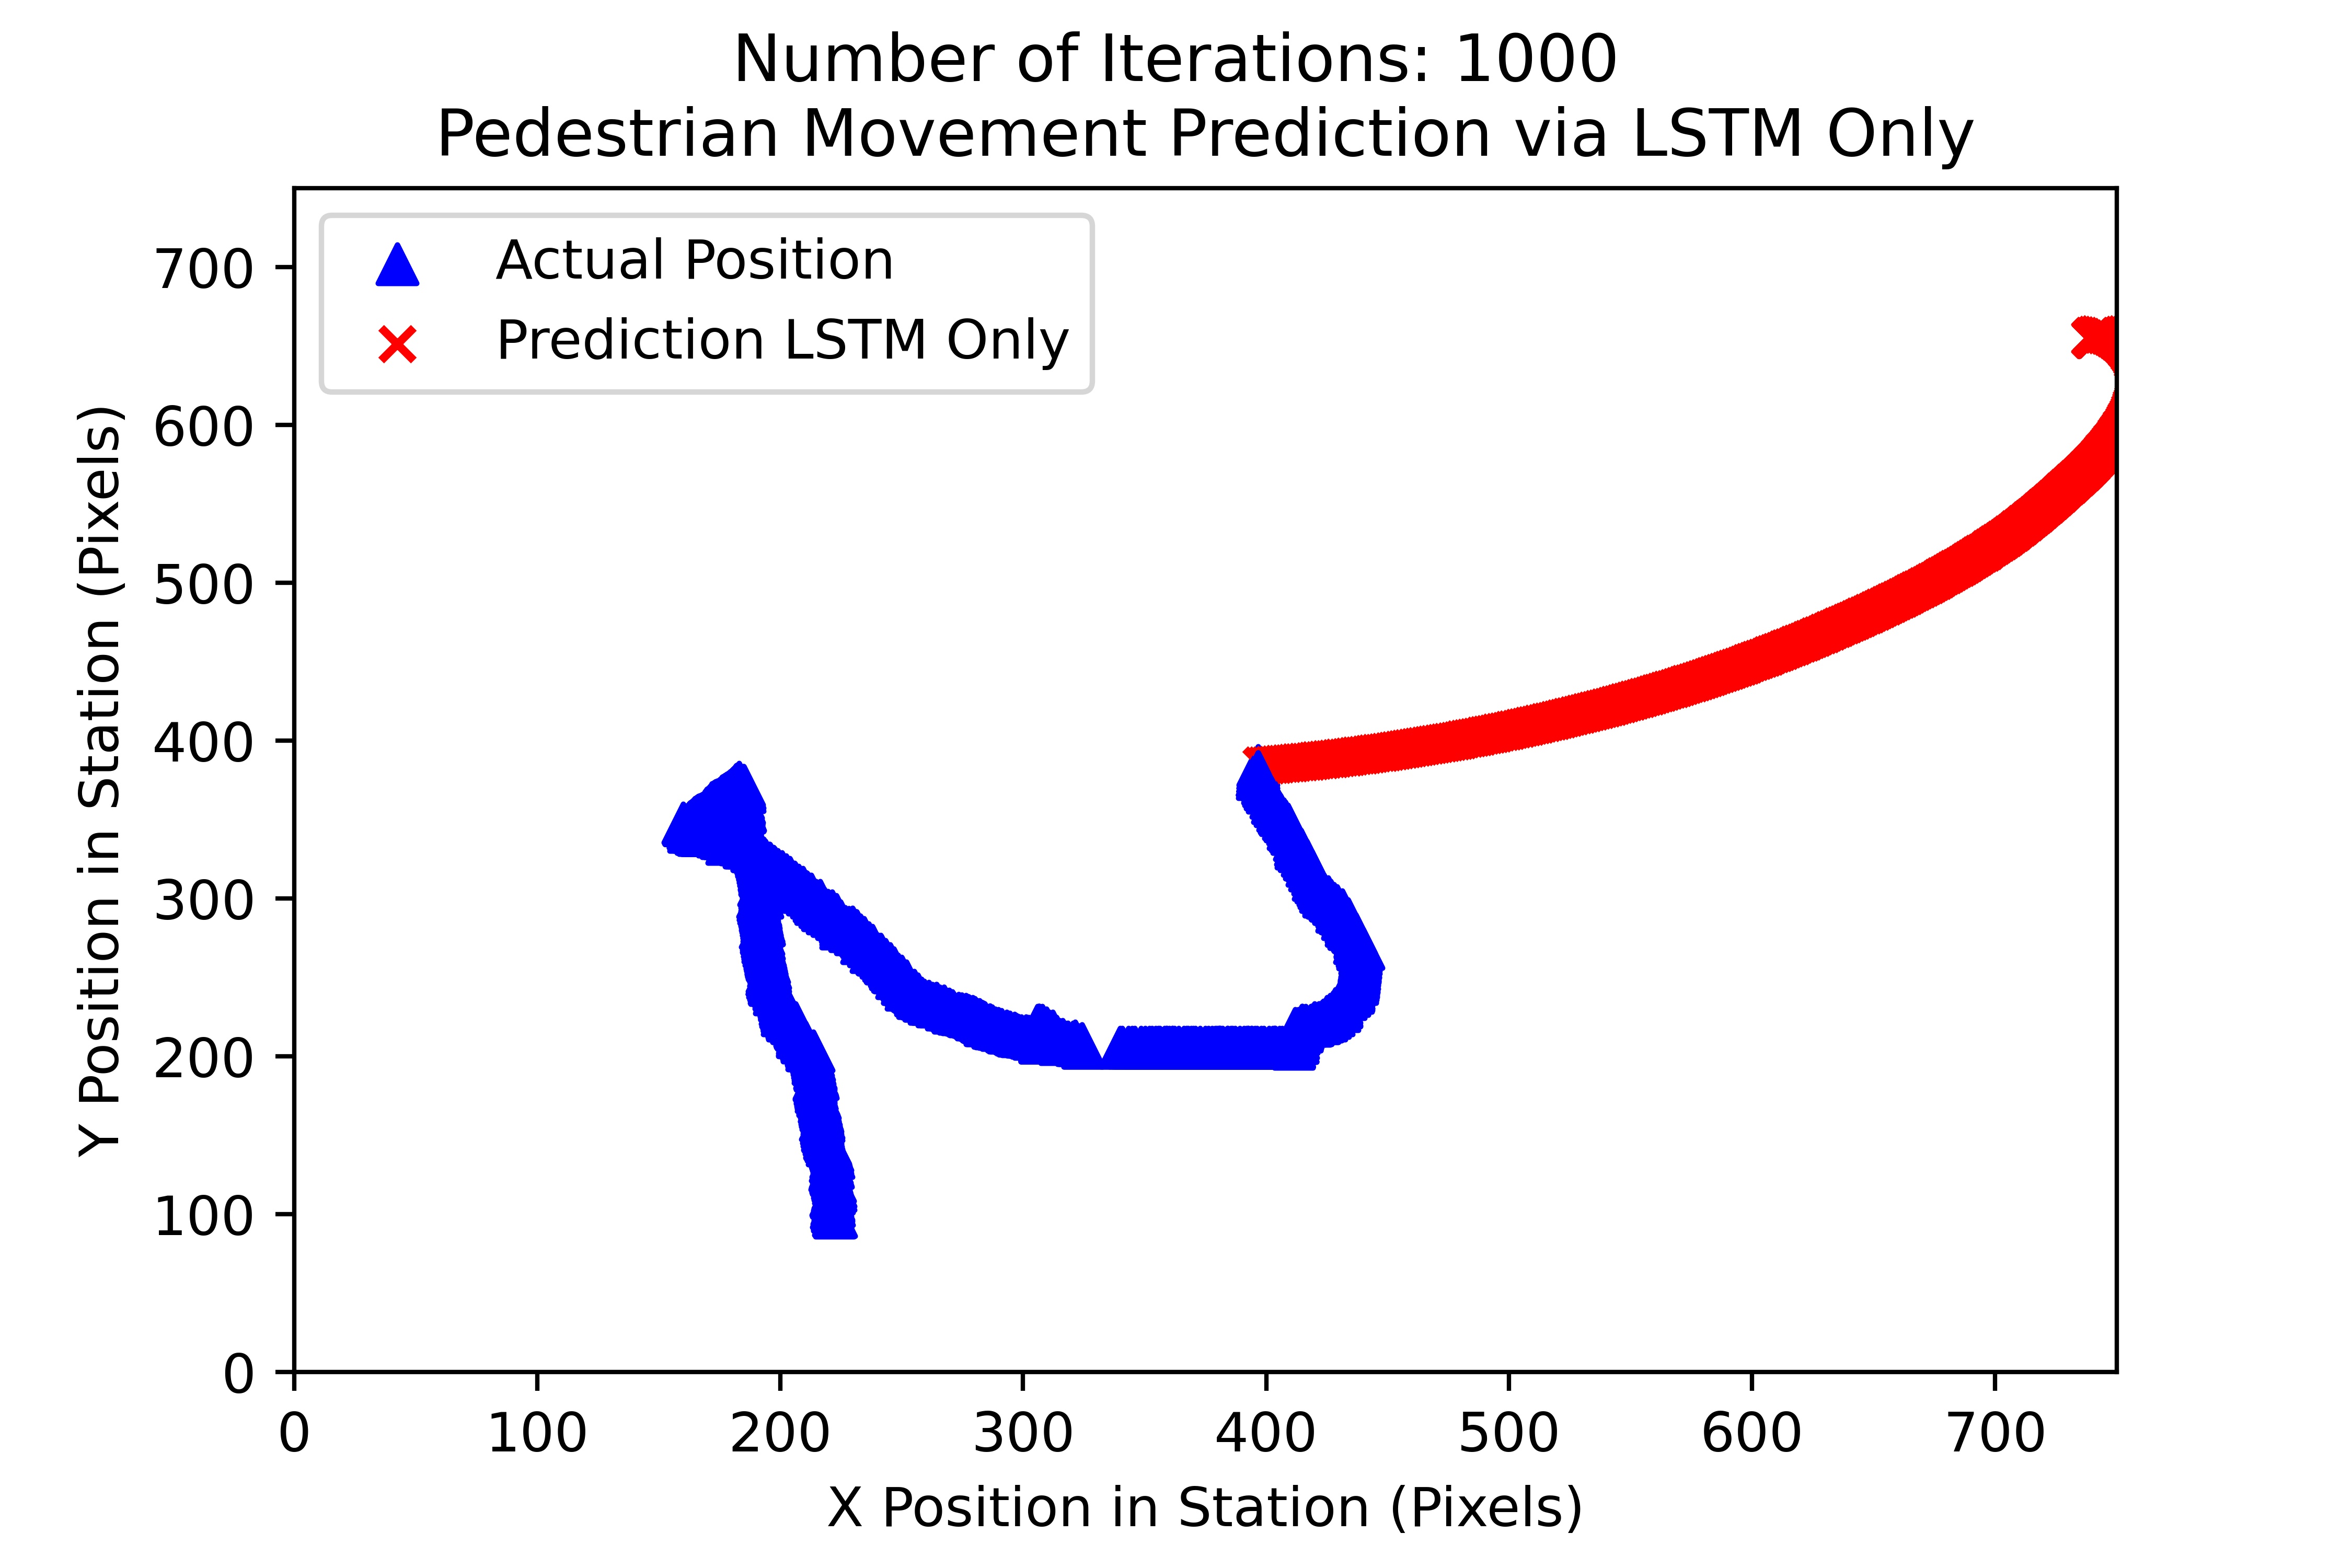 Number of Iterations: 1000
Pedestrian Movement Prediction via LSTM Only
Actual Position
Prediction LSTM Only
Y Position in Station (Pixels)
700
600
500
400
300
200
100
0
0 100 200 300 400 500 600 700
X Position in Station (Pixels)